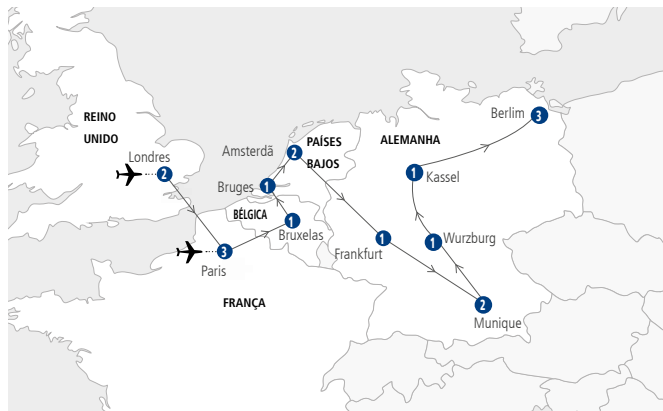 Berlim
3
REINO
UNIDO
PAÍSES
BAJOS
ALEMANHA
Amsterdã
2
Londres
2
1
Kassel
Bruges
1
BÉLGICA
1
Bruxelas
1
Wurzburg
1
Frankfurt
3
Paris
FRANÇA
2
Munique